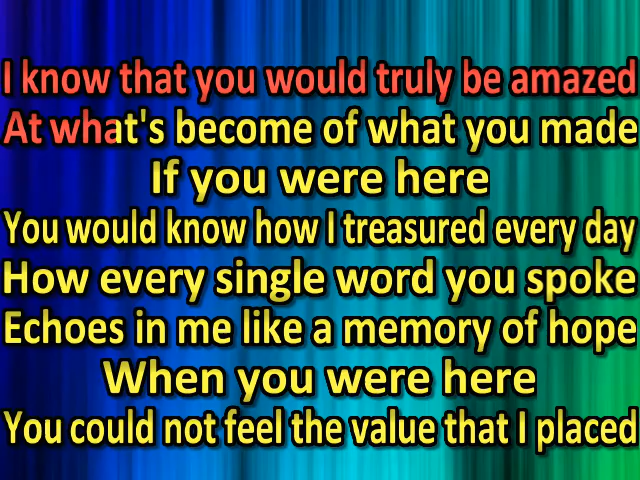 I know that you would truly be amazed
At what's become of what you made
If you were here
You would know how I treasured every day
How every single word you spoke
Echoes in me like a memory of hope
When you were here
You could not feel the value that I placed